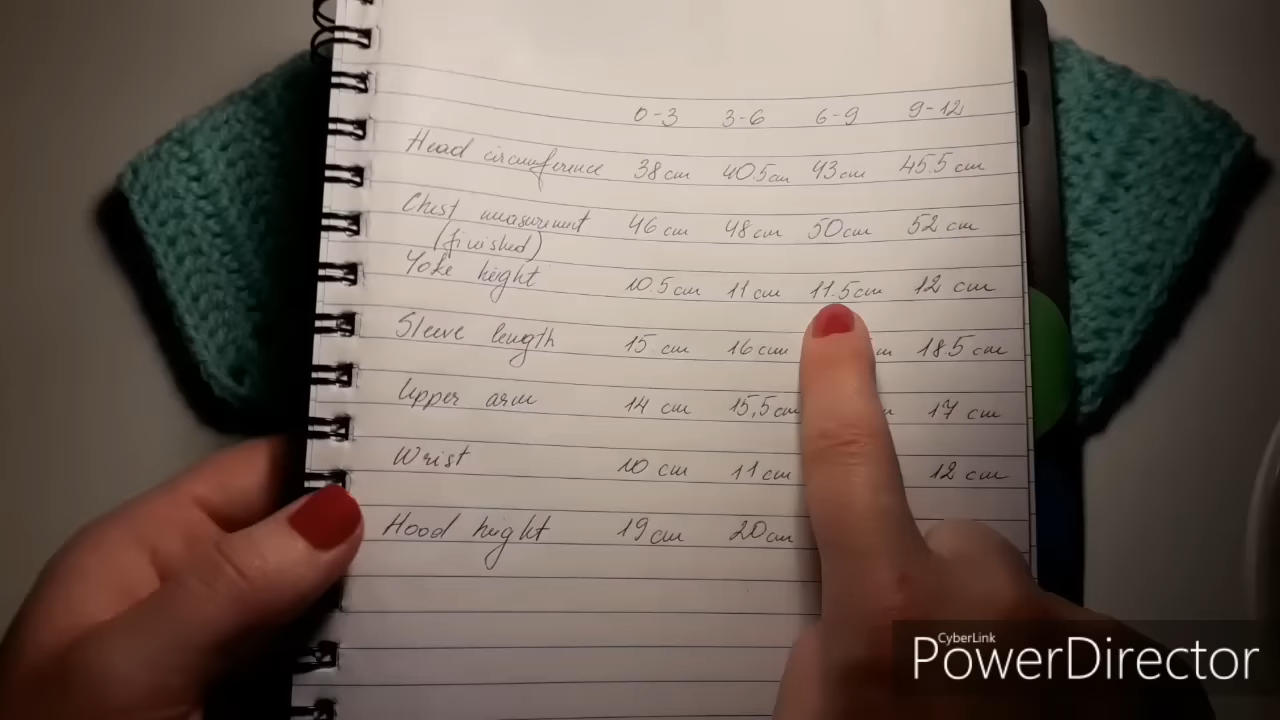 0-3 3-6 6-9 9-12
Head circumference 38 cm 40.5 cm 43 cm 45.5 cm
Chest measurement 46 cm 48 cm 50 cm 52 cm
(finished)
Yoke height 10.5 cm 11 cm 11.5 cm 12 cm
Sleeve length 15 cm 16 cm cm 18.5 cm
Upper arm 14 cm 15,5 cm 17 cm
Wrist 10 cm 11 cm 12 cm
Hood height 19 cm 20 cm
CyberLink
PowerDirector